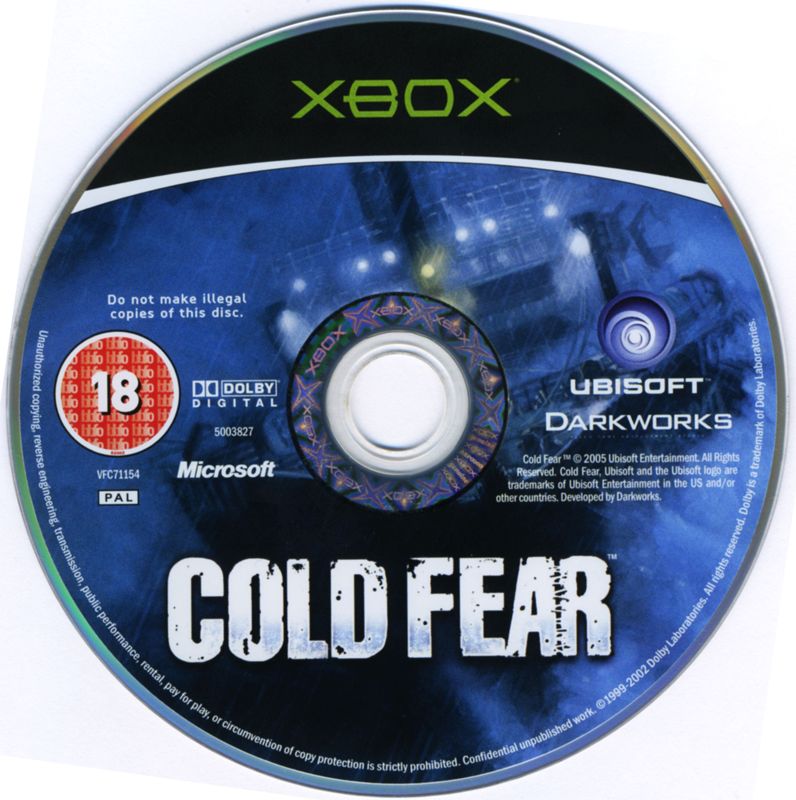 XBOX
Do not make illegal
copies of this disc.
18
DOLBY
DIGITAL
5003827
VFC71154
Microsoft
PAL
XBOX
UBISOFT™
DARKWORKS
Cold Fear ™ © 2005 Ubisoft Entertainment. All Rights
Reserved. Cold Fear, Ubisoft and the Ubisoft logo are
trademarks of Ubisoft Entertainment in the US and/or
other countries. Developed by Darkworks.
COLD FEAR™
Unauthorized copying, reverse engineering, transmission, public performance, rental, pay for play, or circumvention of copy protection is strictly prohibited. Confidential unpublished work. ©1999-2002 Dolby Laboratories. All rights reserved. Dolby is a trademark of Dolby Laboratories.